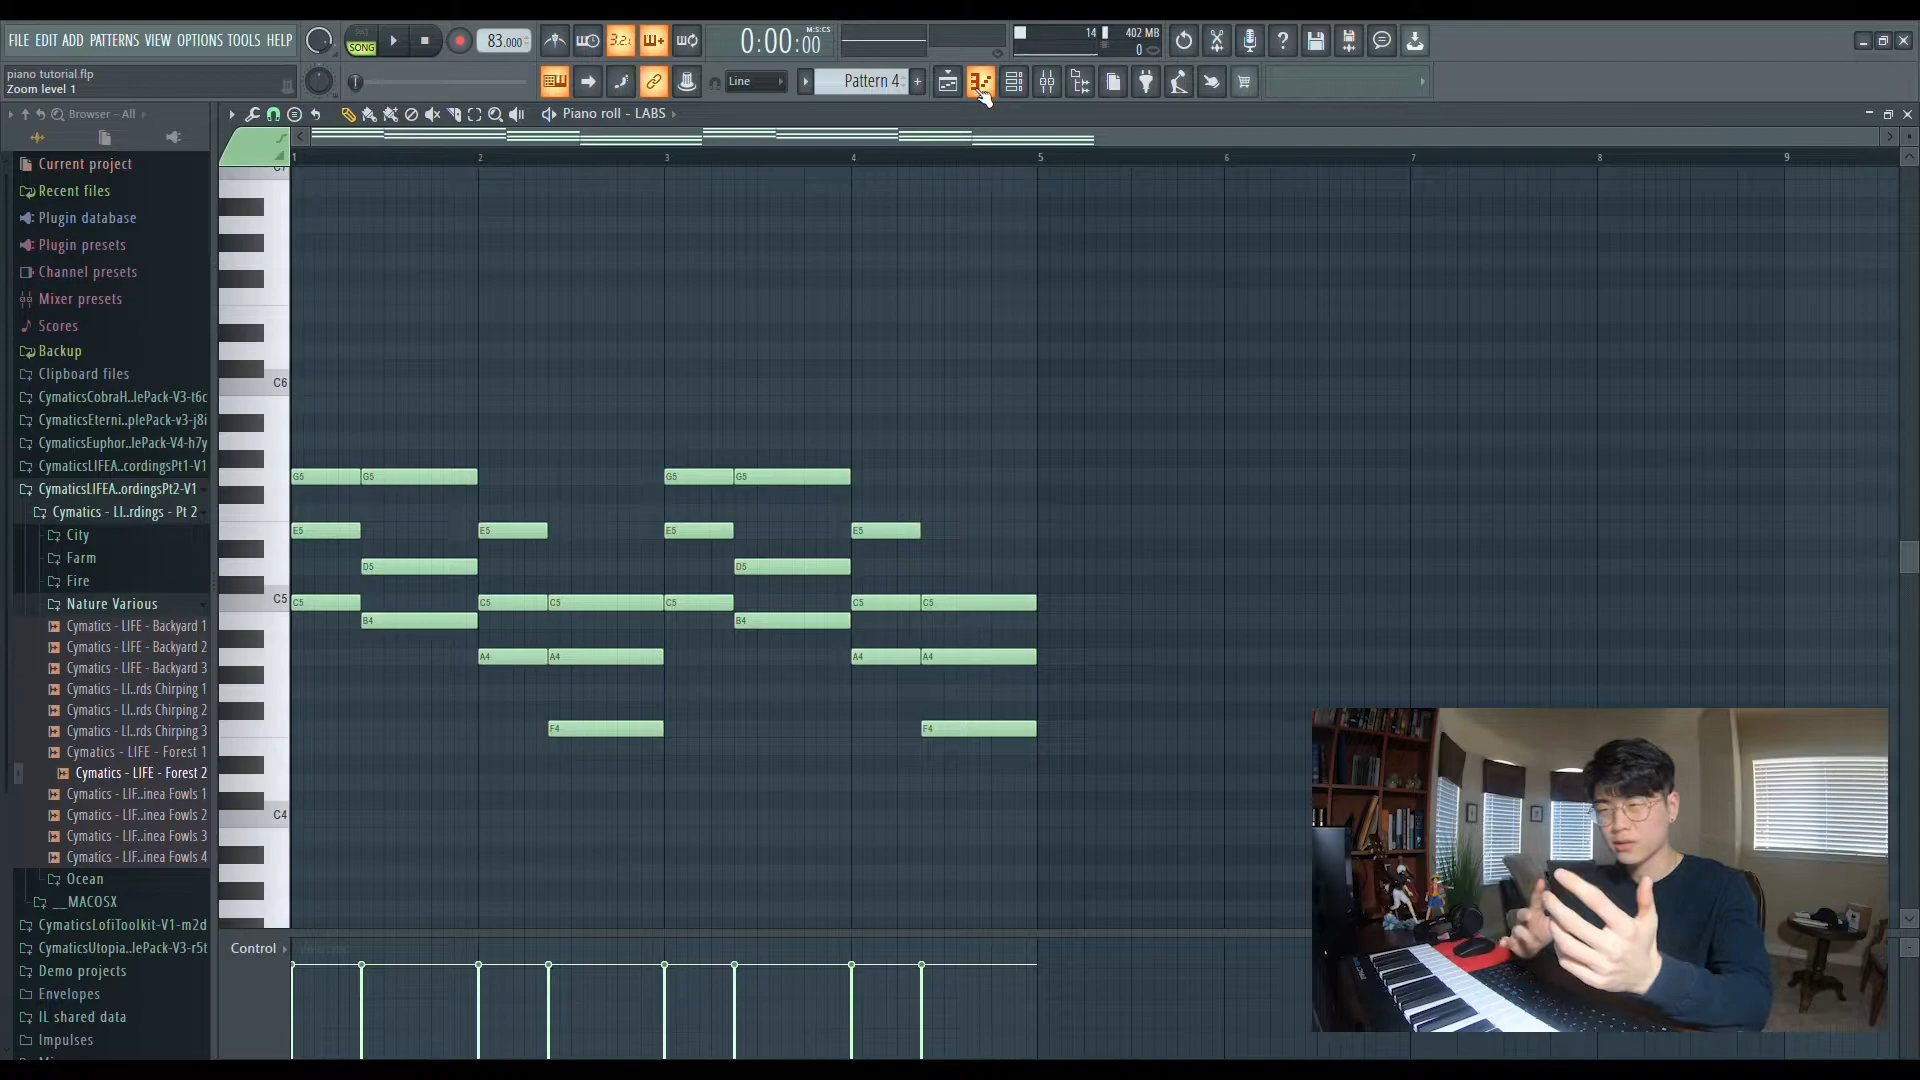 FILE EDIT ADD PATTERNS VIEW OPTIONS TOOLS HELP
SONG
83.000
3.2.
0:00:00
M:S:CS
14
402 MB
0
piano tutorial.flp
Zoom level 1
Line
Pattern 4
Browser - All
Piano roll - LABS
1 2 3 4 5 6 7 8 9
Current project
Recent files
Plugin database
Plugin presets
Channel presets
Mixer presets
Scores
Backup
Clipboard files
CymaticsCobraH..lePack-V3-t6c
CymaticsEterni..plePack-v3-j8i
CymaticsEuphor..lePack-V4-h7y
CymaticsLIFEA..cordingsPt1-V1
CymaticsLIFEA..ordingsPt2-V1
Cymatics - LI..rdings - Pt 2
City
Farm
Fire
Nature Various
Cymatics - LIFE - Backyard 1
Cymatics - LIFE - Backyard 2
Cymatics - LIFE - Backyard 3
Cymatics - LI..rds Chirping 1
Cymatics - LI..rds Chirping 2
Cymatics - LI..rds Chirping 3
Cymatics - LIFE - Forest 1
Cymatics - LIFE - Forest 2
Cymatics - LIF..inea Fowls 1
Cymatics - LIF..inea Fowls 2
Cymatics - LIF..inea Fowls 3
Cymatics - LIF..inea Fowls 4
Ocean
__MACOSX
CymaticsLofiToolkit-V1-m2d
CymaticsUtopia..lePack-V3-r5t
Demo projects
Envelopes
IL shared data
Impulses
C7
C6
C5
C4
G5 G5 G5 G5
E5 E5 E5 E5
D5 D5
C5 C5 C5 C5 C5 C5
B4 B4
A4 A4 A4 A4
F4 F4
Control
Velocity